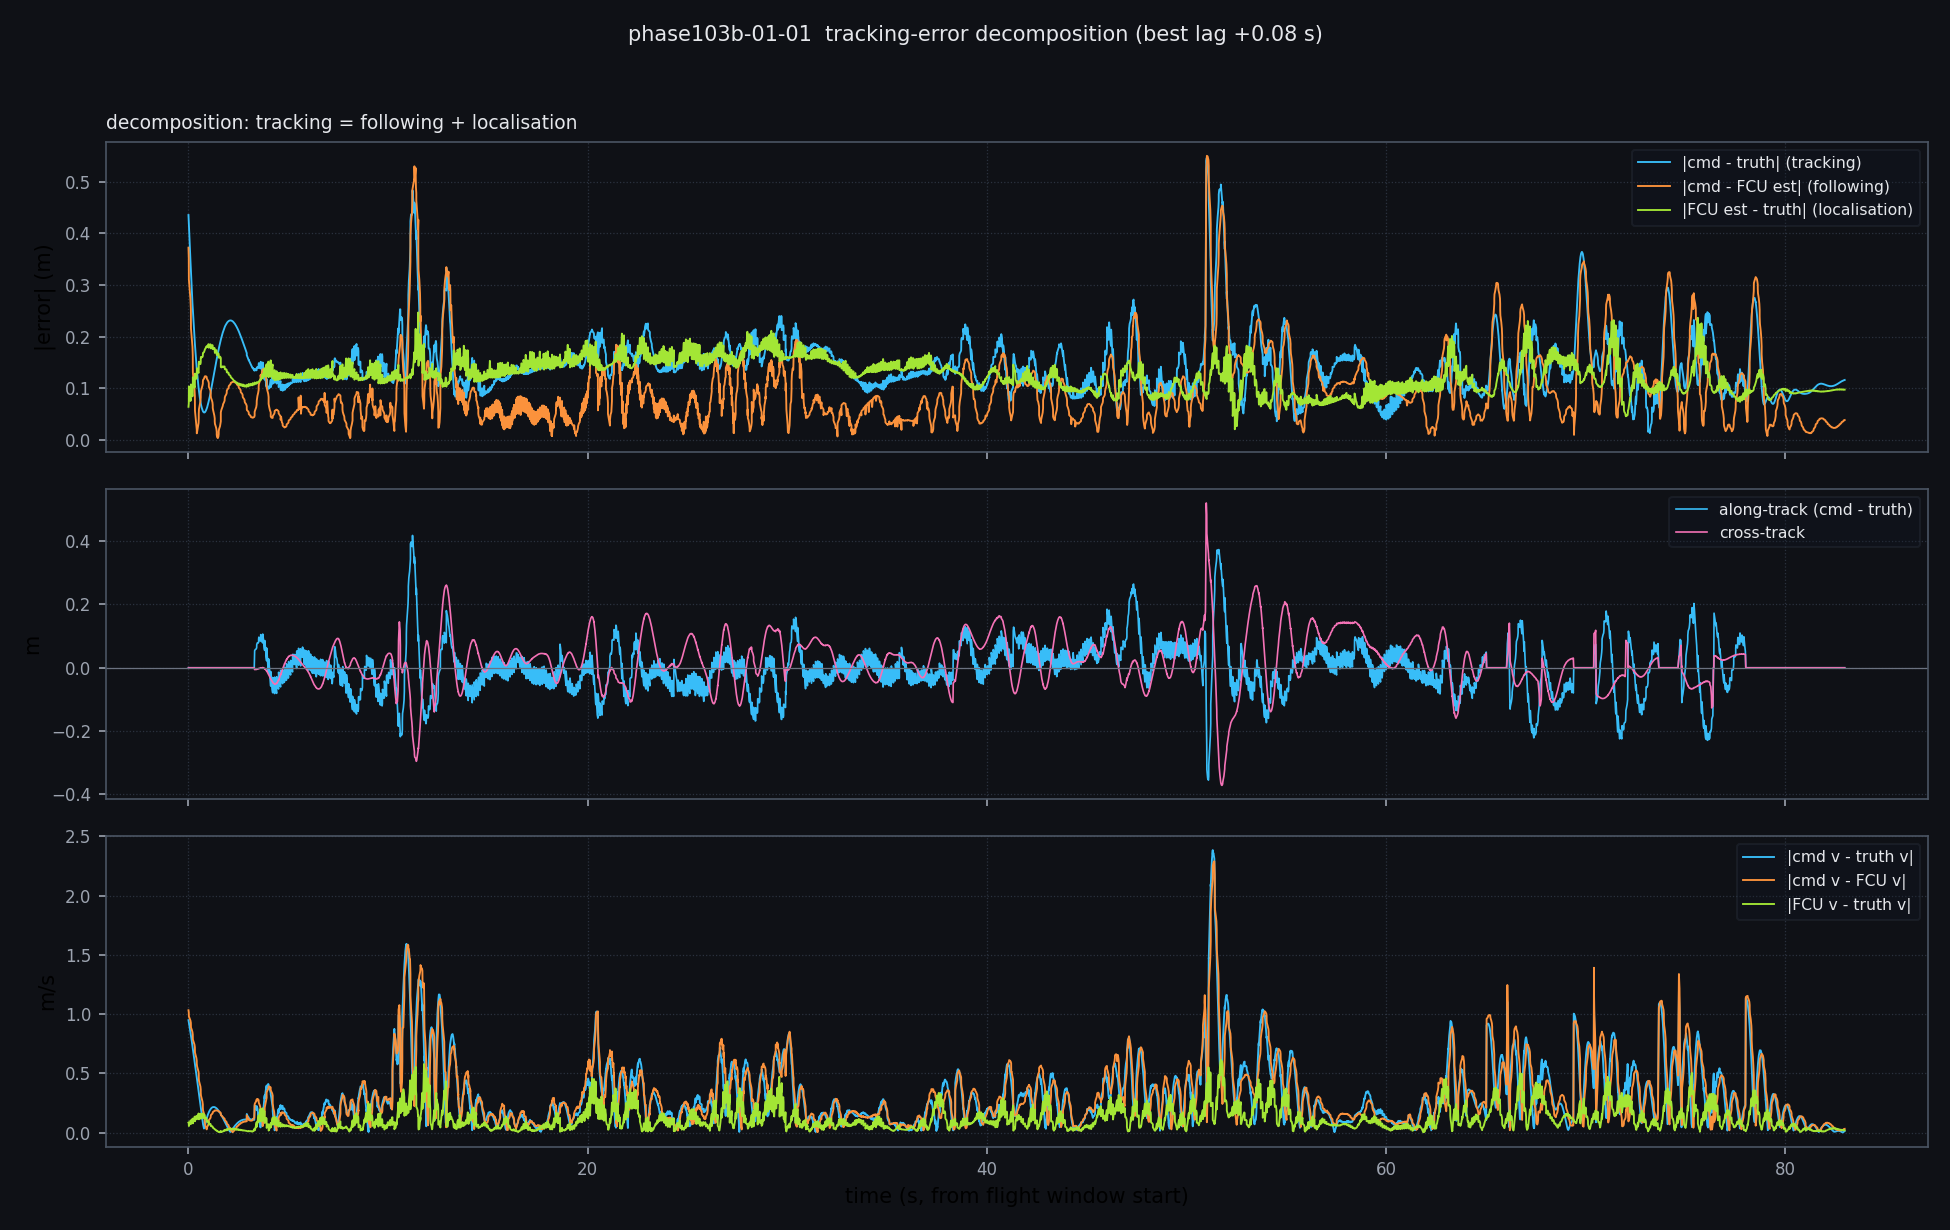 phase103b-01-01  tracking-error decomposition (best lag +0.08 s)
decomposition: tracking = following + localisation
|error| (m)
0.5
0.4
0.3
0.2
0.1
0.0
|cmd - truth| (tracking)
|cmd - FCU est| (following)
|FCU est - truth| (localisation)
m
0.4
0.2
0.0
−0.2
−0.4
along-track (cmd - truth)
cross-track
m/s
2.5
2.0
1.5
1.0
0.5
0.0
|cmd v - truth v|
|cmd v - FCU v|
|FCU v - truth v|
0 20 40 60 80
time (s, from flight window start)